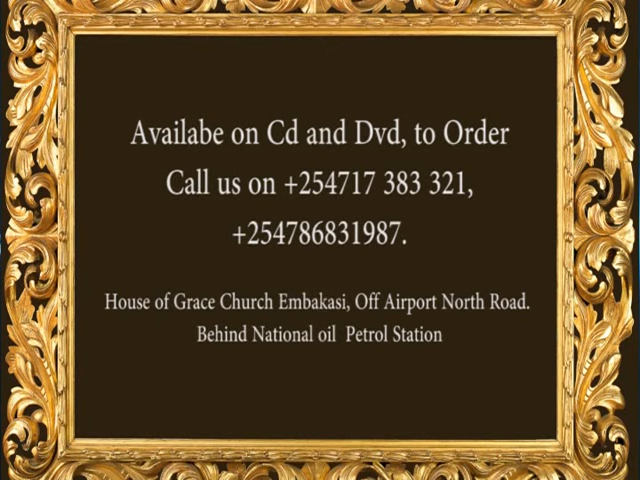 Availabe on Cd and Dvd, to Order
Call us on +254717 383 321,
+254786831987.
House of Grace Church Embakasi, Off Airport North Road.
Behind National oil Petrol Station